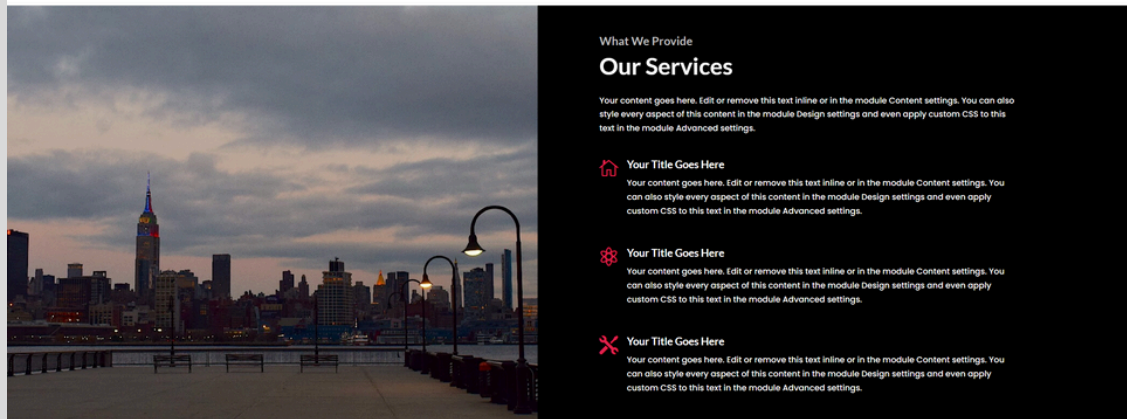 What We Provide
Our Services
Your content goes here. Edit or remove this text inline or in the module Content settings. You can also
style every aspect of this content in the module Design settings and even apply custom CSS to this
text in the module Advanced settings.
Your Title Goes Here
Your content goes here. Edit or remove this text inline or in the module Content settings. You
can also style every aspect of this content in the module Design settings and even apply
custom CSS to this text in the module Advanced settings.
Your Title Goes Here
Your content goes here. Edit or remove this text inline or in the module Content settings. You
can also style every aspect of this content in the module Design settings and even apply
custom CSS to this text in the module Advanced settings.
Your Title Goes Here
Your content goes here. Edit or remove this text inline or in the module Content settings. You
can also style every aspect of this content in the module Design settings and even apply
custom CSS to this text in the module Advanced settings.